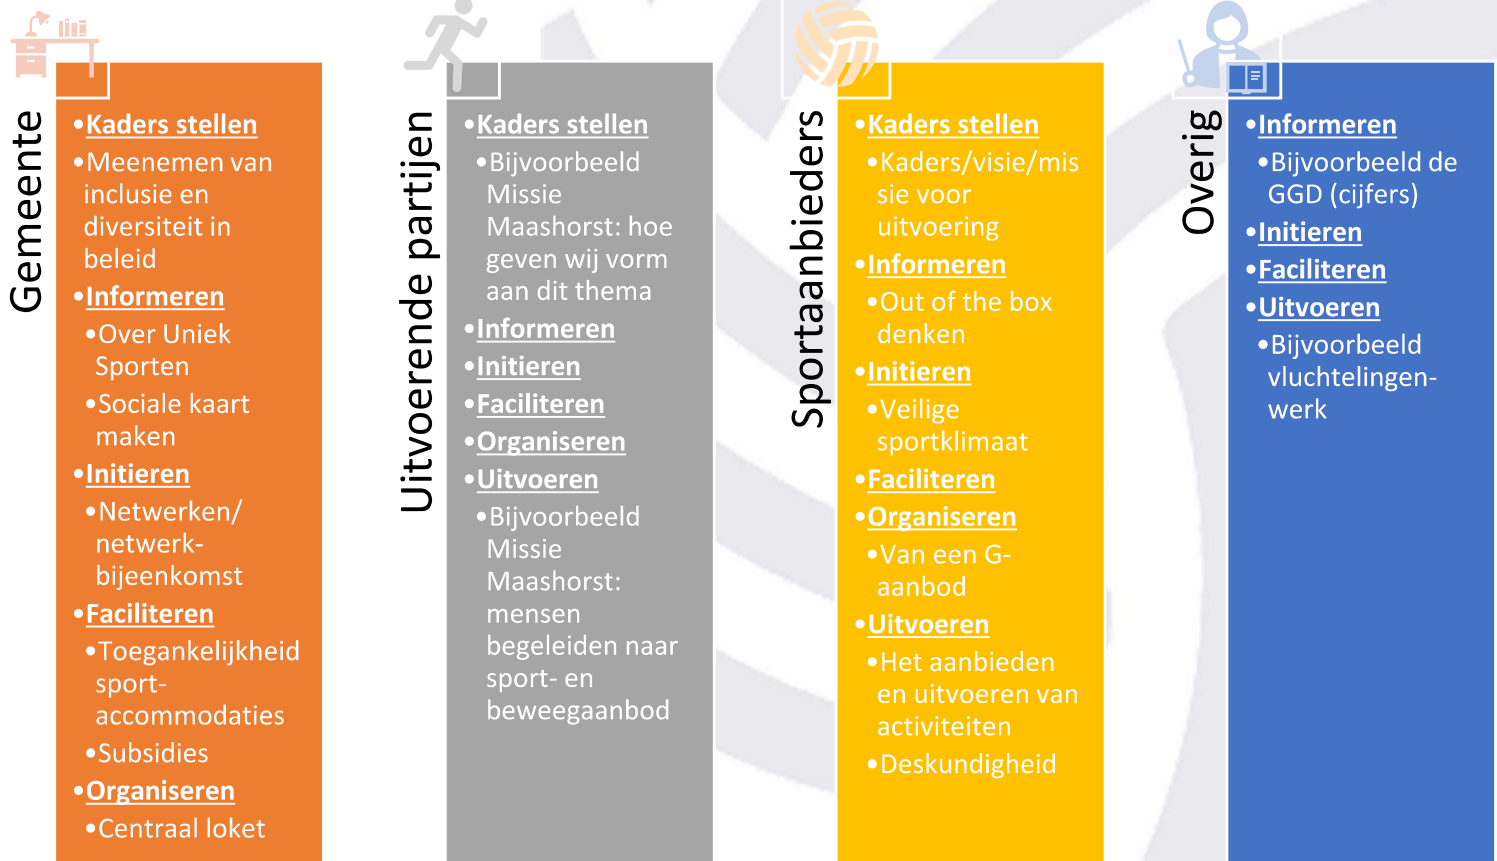 Gemeente
•Kaders stellen
•Meenemen van
inclusie en
diversiteit in
beleid
•Informeren
•Over Uniek
Sporten
•Sociale kaart
maken
•Initieren
•Netwerken/
netwerk-
bijeenkomst
•Faciliteren
•Toegankelijkheid
sport-
accommodaties
•Subsidies
•Organiseren
•Centraal loket
Uitvoerende partijen
•Kaders stellen
•Bijvoorbeeld
Missie
Maashorst: hoe
geven wij vorm
aan dit thema
•Informeren
•Initieren
•Faciliteren
•Organiseren
•Uitvoeren
•Bijvoorbeeld
Missie
Maashorst:
mensen
begeleiden naar
sport- en
beweegaanbod
Sportaanbieders
•Kaders stellen
•Kaders/visie/mis
sie voor
uitvoering
•Informeren
•Out of the box
denken
•Initieren
•Veilige
sportklimaat
•Faciliteren
•Organiseren
•Van een G-
aanbod
•Uitvoeren
•Het aanbieden
en uitvoeren van
activiteiten
•Deskundigheid
Overig
•Informeren
•Bijvoorbeeld de
GGD (cijfers)
•Initieren
•Faciliteren
•Uitvoeren
•Bijvoorbeeld
vluchtelingen-
werk